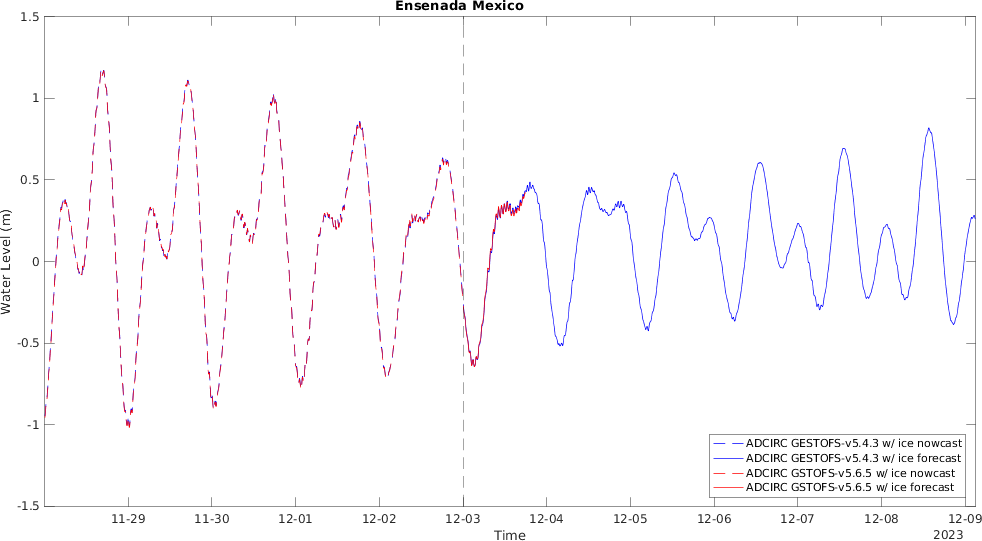 Ensenada Mexico
1.5
1
0.5
0
-0.5
-1
-1.5
Water Level (m)
ADCIRC GESTOFS-v5.4.3 w/ ice nowcast
ADCIRC GESTOFS-v5.4.3 w/ ice forecast
ADCIRC GSTOFS-v5.6.5 w/ ice nowcast
ADCIRC GSTOFS-v5.6.5 w/ ice forecast
11-29 11-30 12-01 12-02 12-03 12-04 12-05 12-06 12-07 12-08 12-09
Time
2023